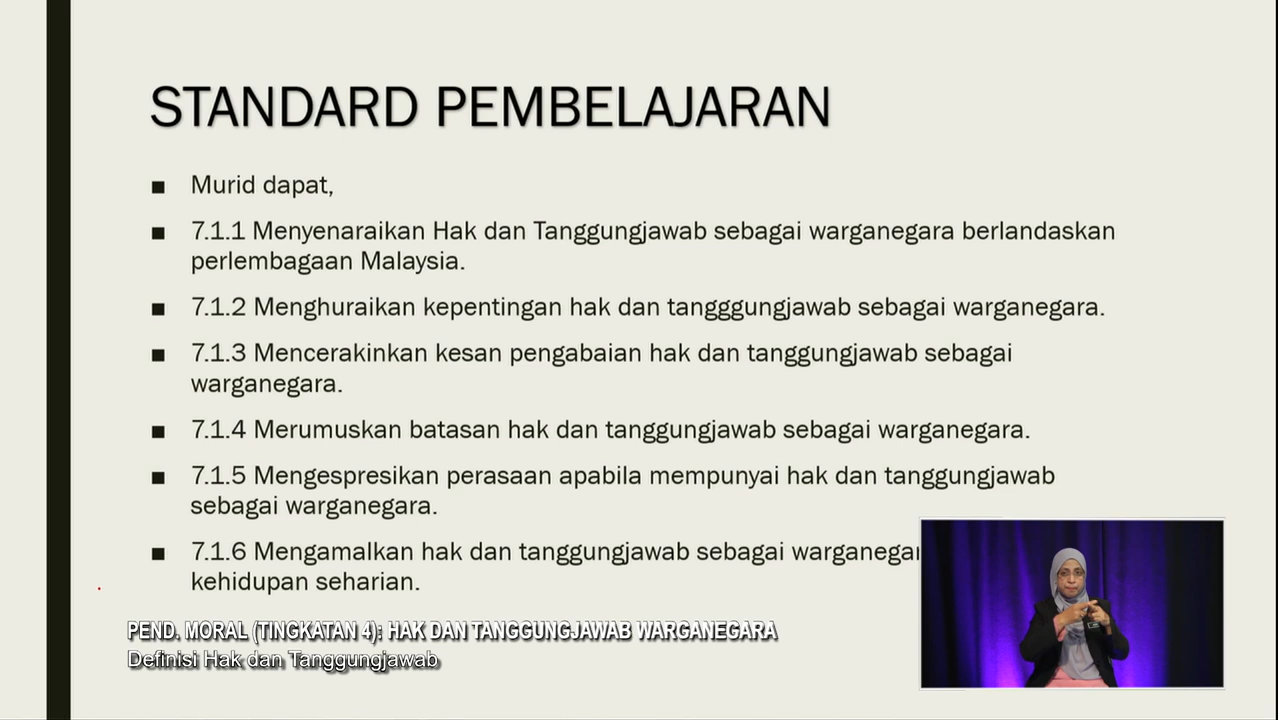 STANDARD PEMBELAJARAN
■ Murid dapat,
■ 7.1.1 Menyenaraikan Hak dan Tanggungjawab sebagai warganegara berlandaskan
perlembagaan Malaysia.
■ 7.1.2 Menghuraikan kepentingan hak dan tangggungjawab sebagai warganegara.
■ 7.1.3 Mencerakinkan kesan pengabaian hak dan tanggungjawab sebagai
warganegara.
■ 7.1.4 Merumuskan batasan hak dan tanggungjawab sebagai warganegara.
■ 7.1.5 Mengespresikan perasaan apabila mempunyai hak dan tanggungjawab
sebagai warganegara.
■ 7.1.6 Mengamalkan hak dan tanggungjawab sebagai warganegar
kehidupan seharian.
PEND. MORAL (TINGKATAN 4): HAK DAN TANGGUNGJAWAB WARGANEGARA
Definisi Hak dan Tanggungjawab